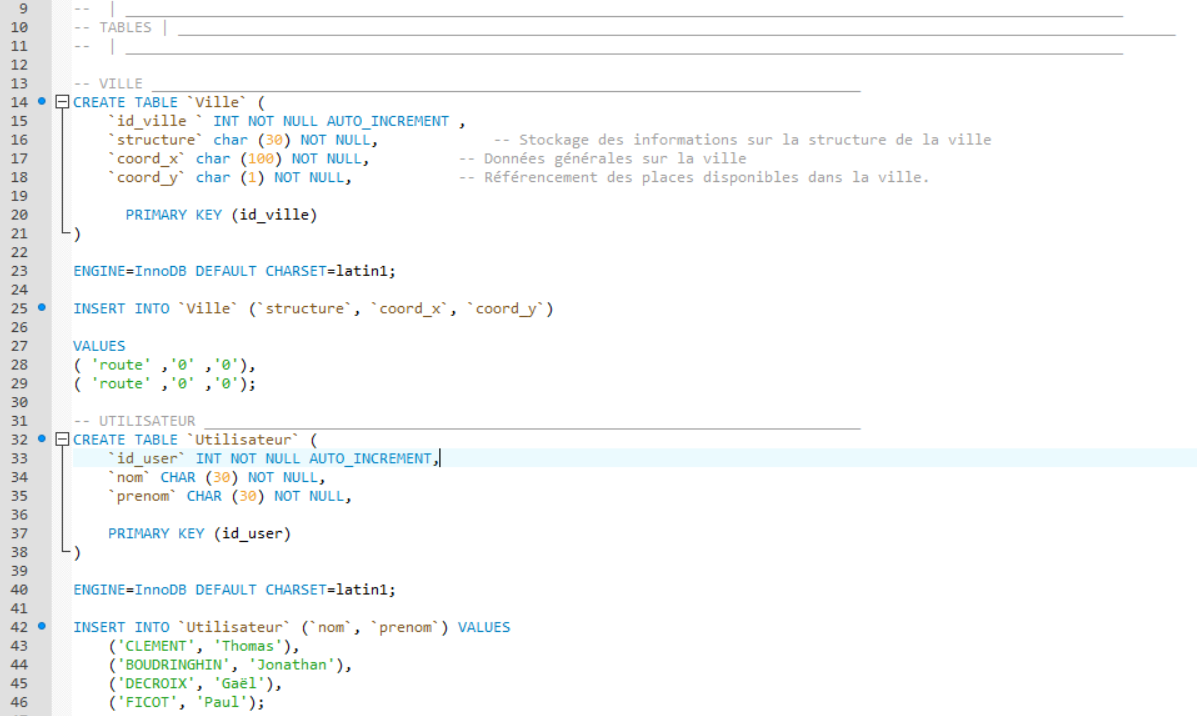 9 -- |
10 -- TABLES |
11 -- |
12
13 -- VILLE
14 CREATE TABLE `Ville` (
15 `id_ville ` INT NOT NULL AUTO_INCREMENT ,
16 `structure` char (30) NOT NULL, -- Stockage des informations sur la structure de la ville
17 `coord_x` char (100) NOT NULL, -- Données générales sur la ville
18 `coord_y` char (1) NOT NULL, -- Référencement des places disponibles dans la ville.
19
20 PRIMARY KEY (id_ville)
21 )
22
23 ENGINE=InnoDB DEFAULT CHARSET=latin1;
24
25 INSERT INTO `Ville` (`structure`, `coord_x`, `coord_y`)
26
27 VALUES
28 ( 'route' ,'0' ,'0'),
29 ( 'route' ,'0' ,'0');
30
31 -- UTILISATEUR
32 CREATE TABLE `Utilisateur` (
33 `id_user` INT NOT NULL AUTO_INCREMENT,
34 `nom` CHAR (30) NOT NULL,
35 `prenom` CHAR (30) NOT NULL,
36
37 PRIMARY KEY (id_user)
38 )
39
40 ENGINE=InnoDB DEFAULT CHARSET=latin1;
41
42 INSERT INTO `Utilisateur` (`nom`, `prenom`) VALUES
43 ('CLEMENT', 'Thomas'),
44 ('BOUDRINGHIN', 'Jonathan'),
45 ('DECROIX', 'Gaël'),
46 ('FICOT', 'Paul');